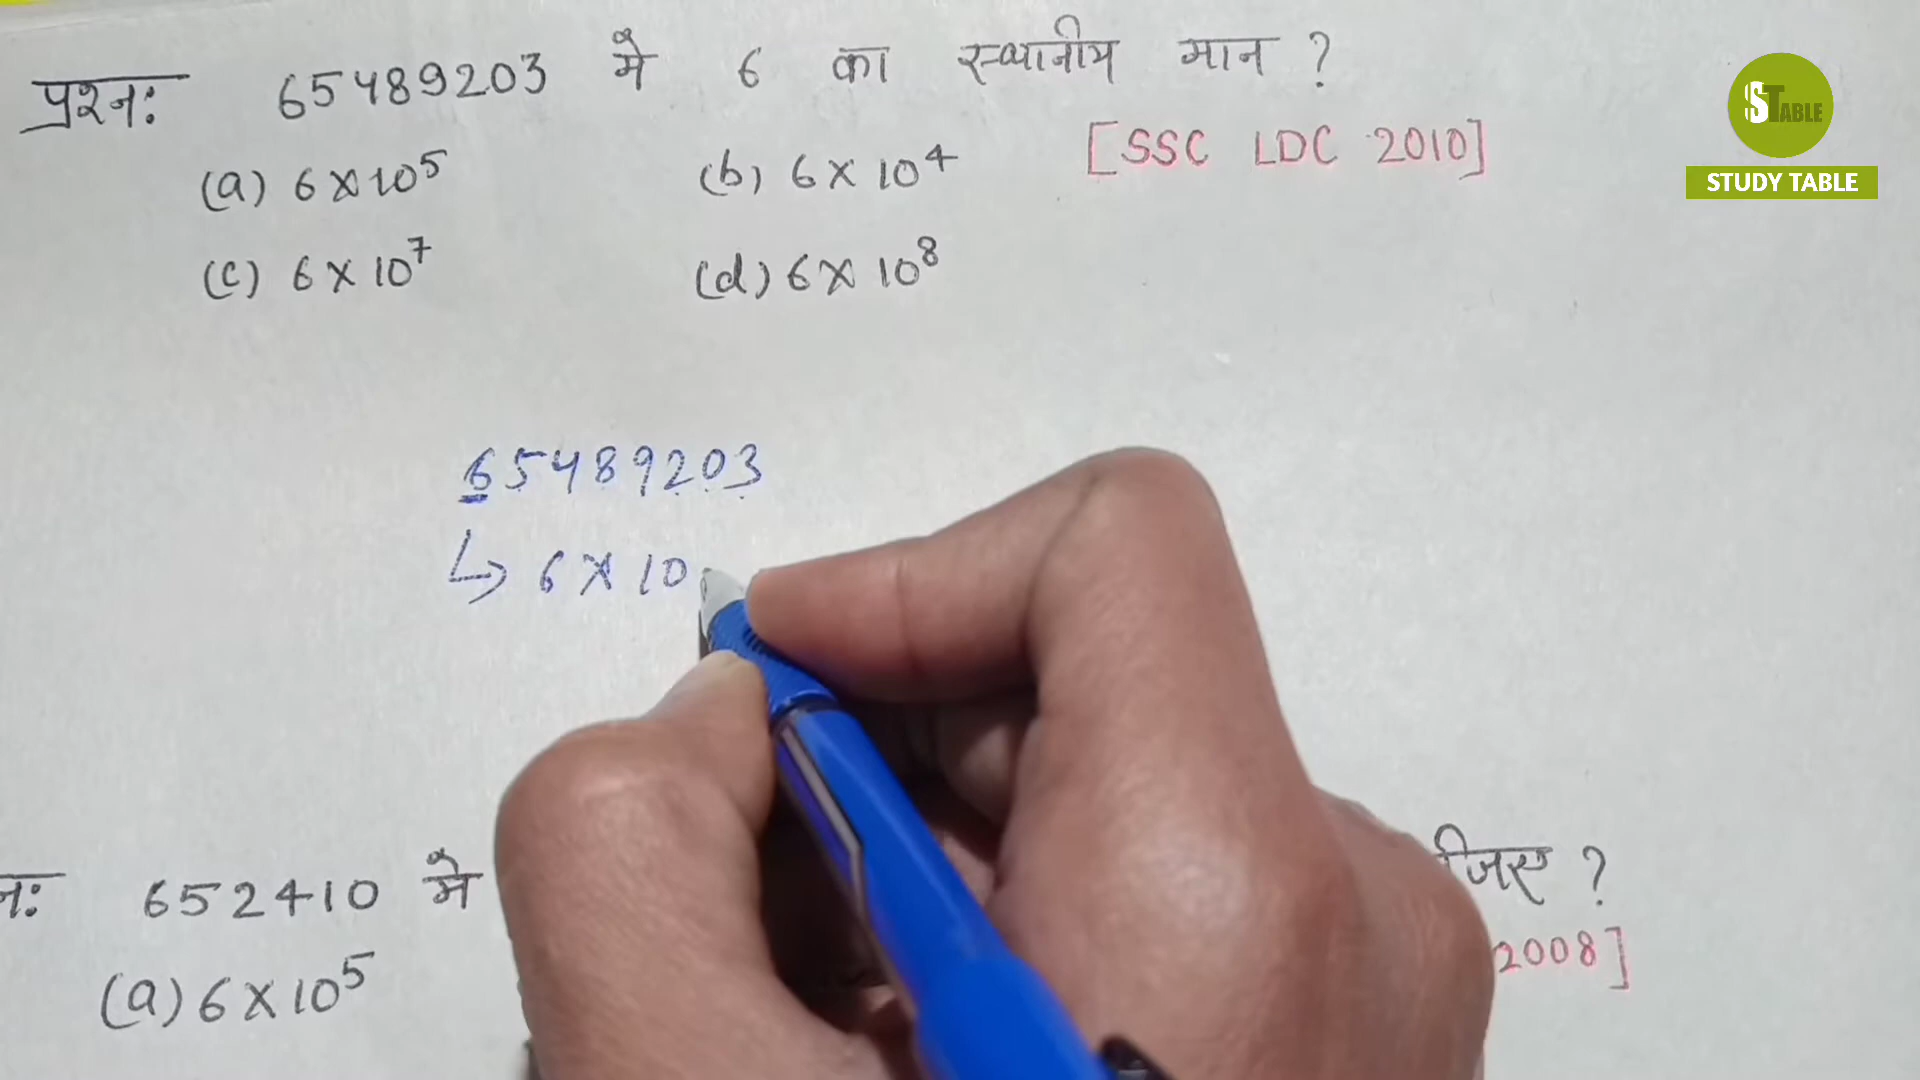 प्रश्न: 65489203 मे 6 का स्थानीय मान ?
[SSC LDC 2010]
(a) 6×10⁵ (b) 6×10⁴
(c) 6×10⁷ (d) 6×10⁸
STABLE
STUDY TABLE
65489203
↳ 6×10
न: 652410 मे जिए ?
2008]
(a) 6×10⁵